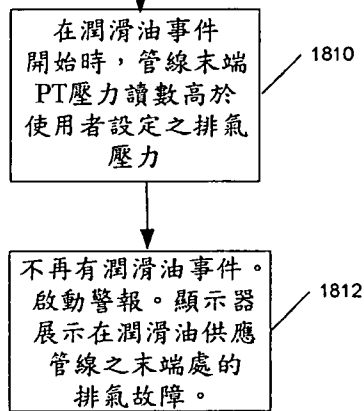 在潤滑油事件
開始時，管線末端
PT壓力讀數高於
使用者設定之排氣
壓力
1810
不再有潤滑油事件。
啟動警報。顯示器
展示在潤滑油供應
管線之末端處的
排氣故障。
1812